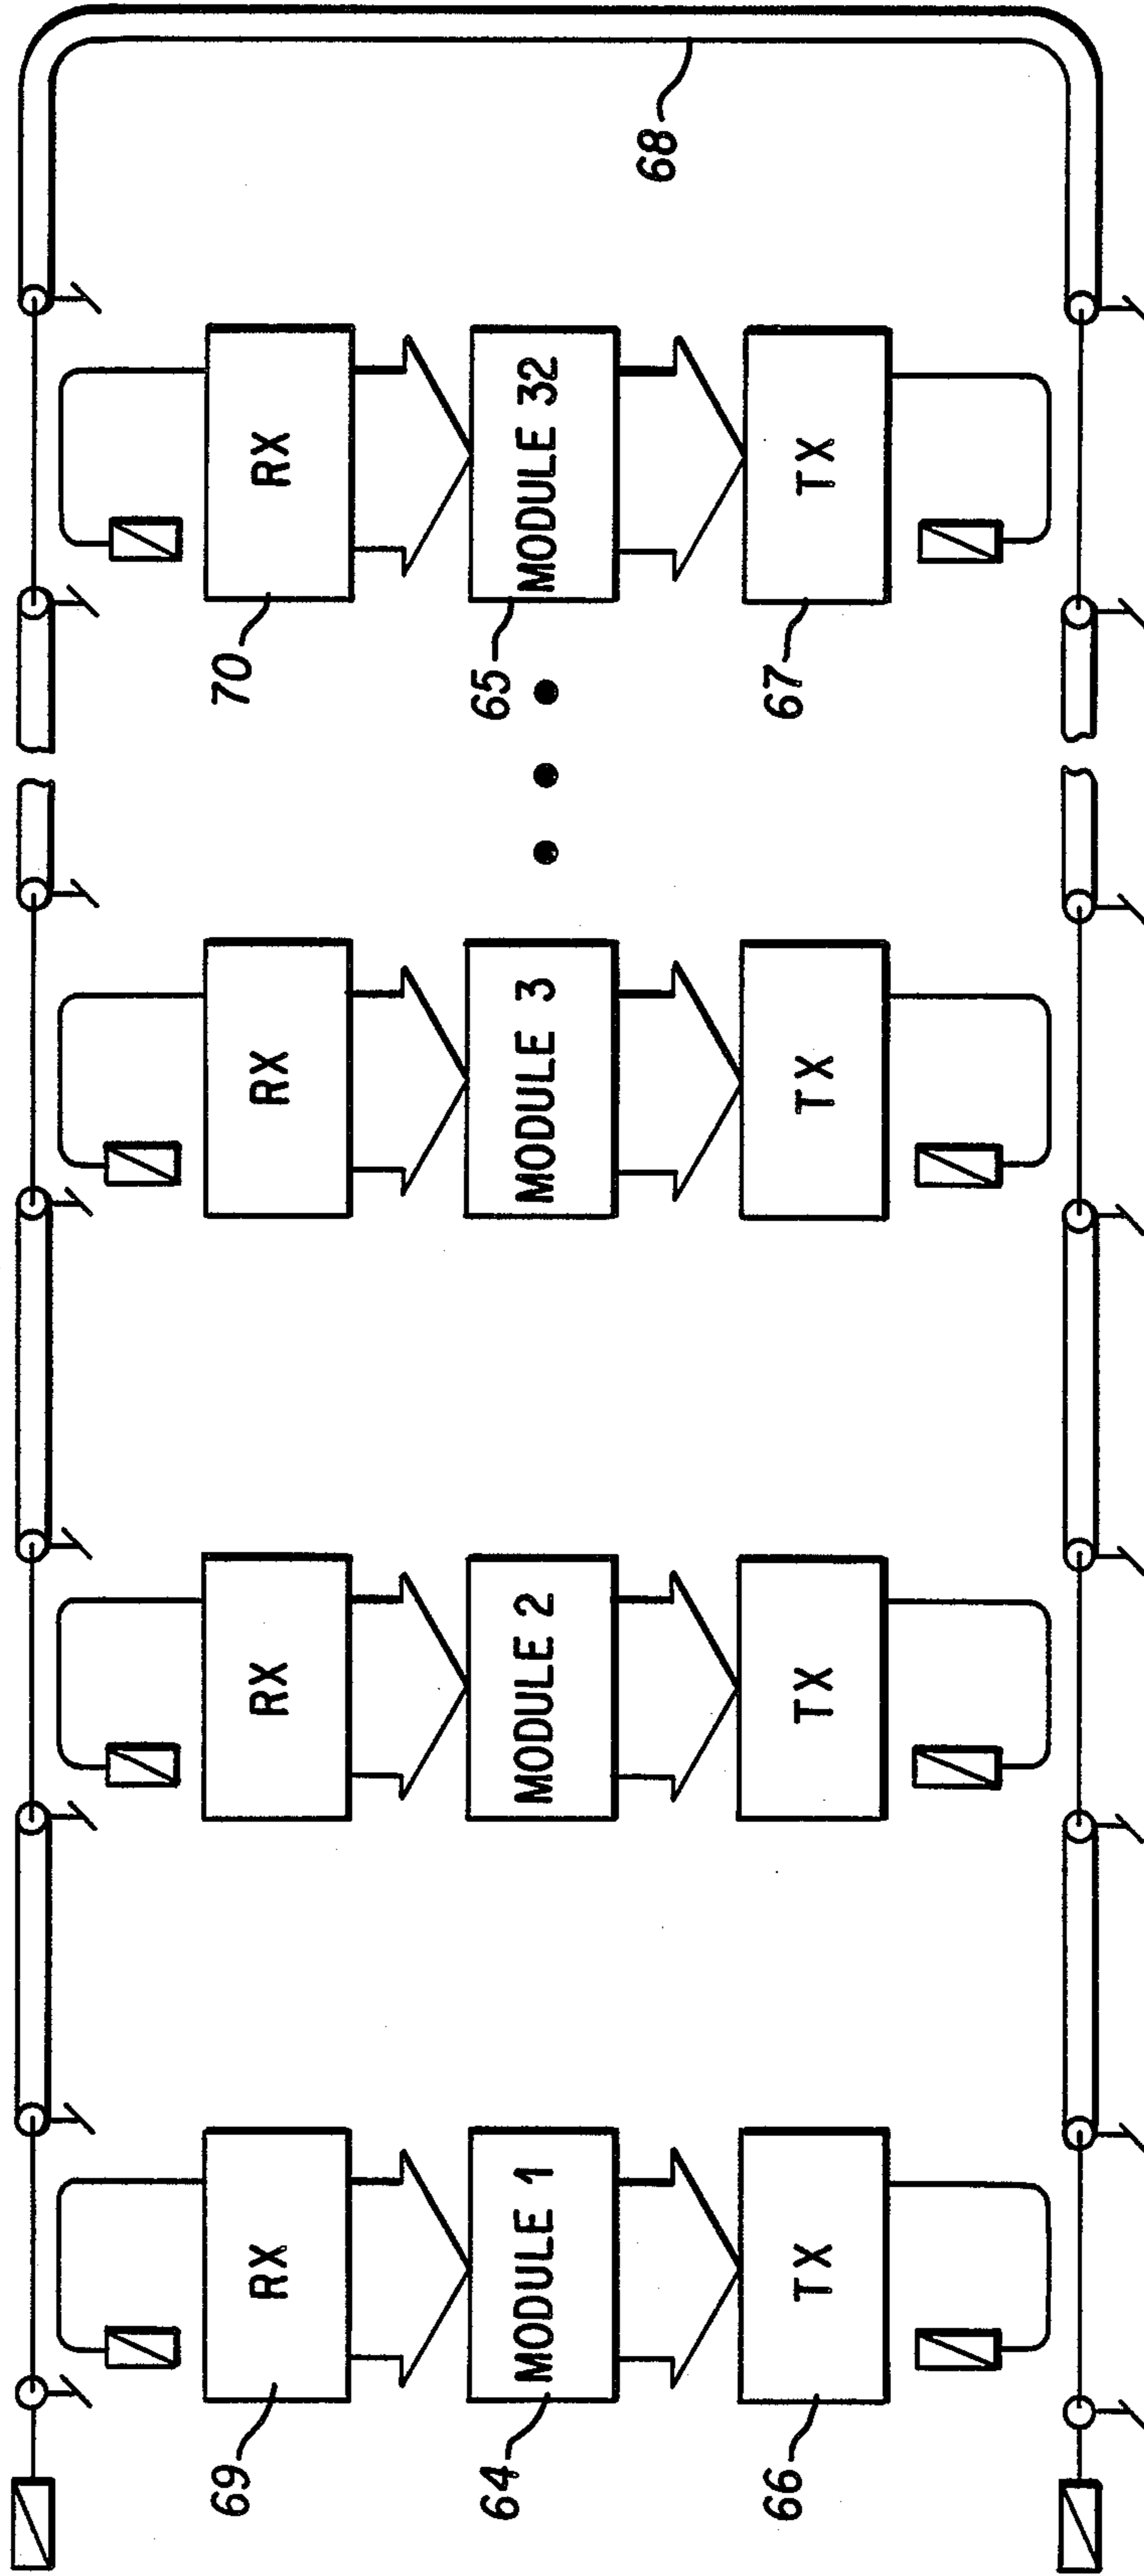 69
RX
RX
RX
70
RX
64
MODULE 1
MODULE 2
MODULE 3
65
MODULE 32
66
TX
TX
TX
67
TX
68